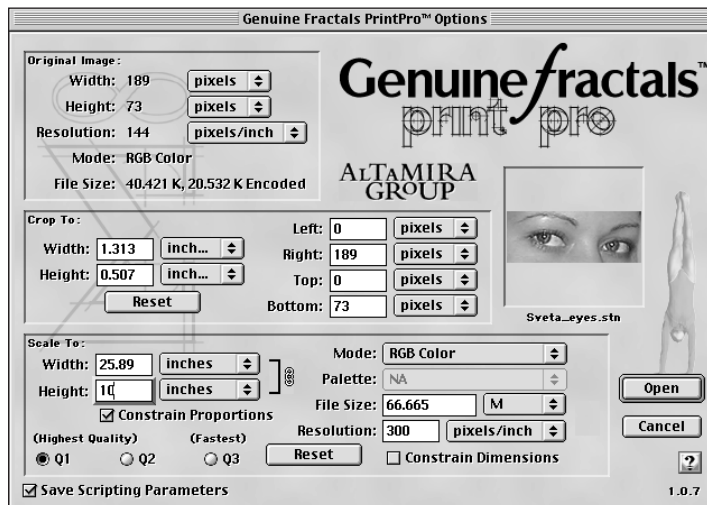 Genuine Fractals PrintPro™ Options
Original Image:
Width: 189 pixels
Height: 73 pixels
Resolution: 144 pixels/inch
Mode: RGB Color
File Size: 40.421 K, 20.532 K Encoded
Genuine fractals™
print pro
ALTAMIRA
GROUP
Crop To:
Width: 1.313 inch...
Height: 0.507 inch...
Reset
Left: 0 pixels
Right: 189 pixels
Top: 0 pixels
Bottom: 73 pixels
Sveta_eyes.stn
Scale To:
Width: 25.89 inches
Height: 10 inches
Constrain Proportions
(Highest Quality) (Fastest)
Q1 Q2 Q3
Reset
Mode: RGB Color
Palette: NA
File Size: 66.665 M
Resolution: 300 pixels/inch
Constrain Dimensions
Open
Cancel
?
Save Scripting Parameters
1.0.7